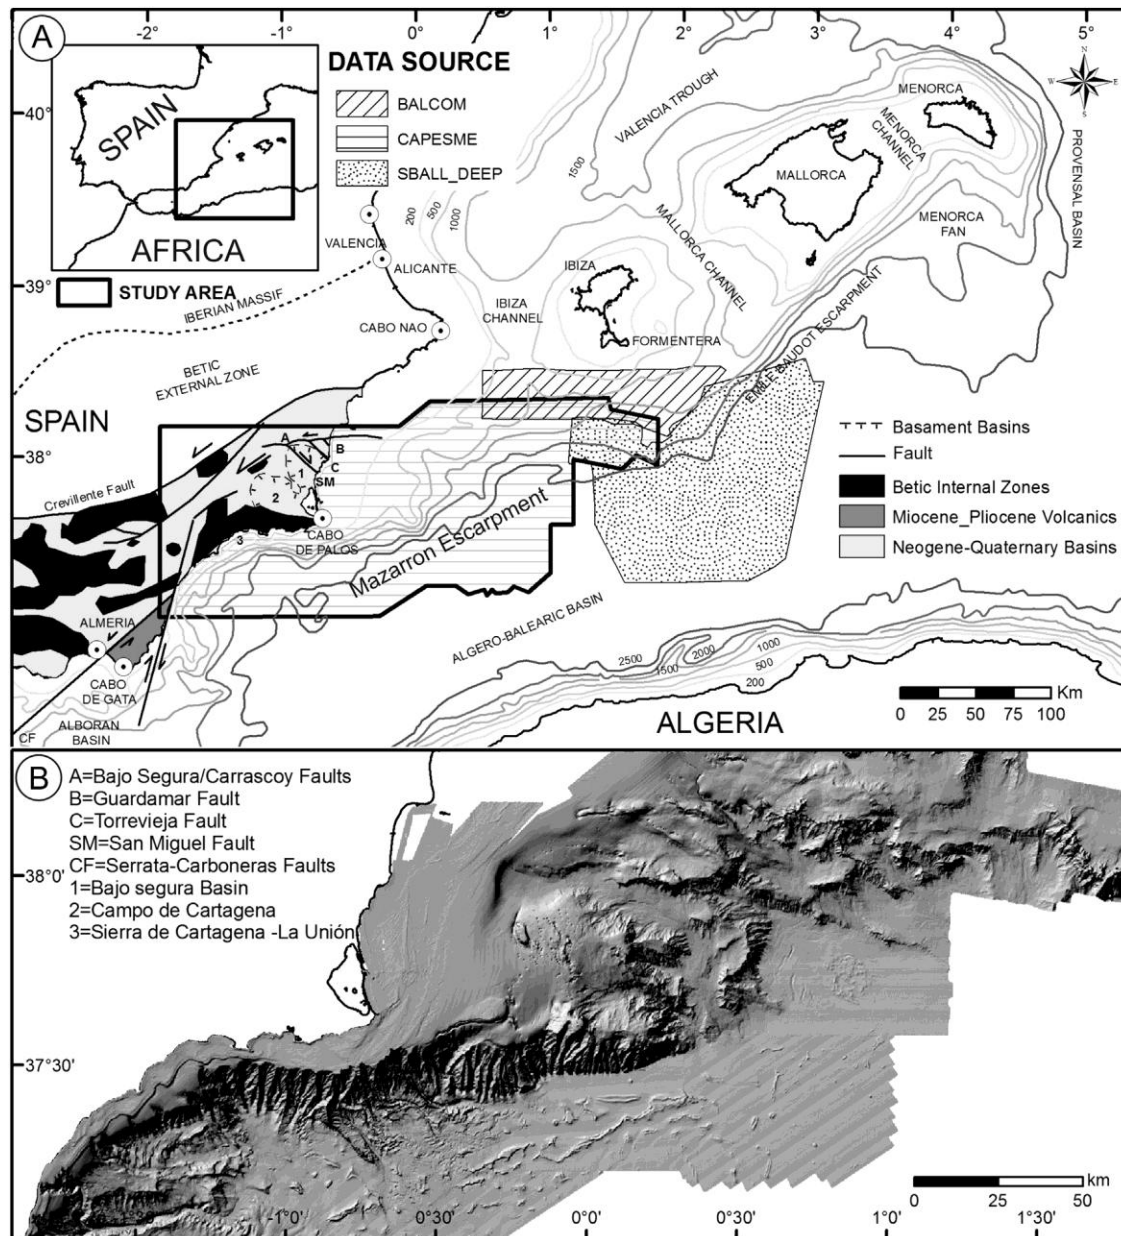 A
-2°
-1°
0°
1°
2°
3°
4°
5°
40°
39°
38°
SPAIN
AFRICA
STUDY AREA
DATA SOURCE
BALCOM
CAPESME
SBALL_DEEP
N
W
E
S
VALENCIA TROUGH
1500
200
500
1000
MENORCA
MENORCA
CHANNEL
MALLORCA
PROVENSAL BASIN
MENORCA
FAN
MALLORCA CHANNEL
VALENCIA
ALICANTE
IBERIAN MASSIF
CABO NAO
IBIZA
IBIZA
CHANNEL
FORMENTERA
EMILE BAUDOT ESCARPMENT
BETIC
EXTERNAL ZONE
SPAIN
A
B
C
1
SM
2
3
Crevillente Fault
CABO
DE PALOS
Mazarron Escarpment
ALMERIA
CABO
DE GATA
ALBORAN
BASIN
CF
ALGERO-BALEARIC BASIN
2500
1500
2000
1000
500
200
ALGERIA
Basament Basins
Fault
Betic Internal Zones
Miocene_Pliocene Volcanics
Neogene-Quaternary Basins
Km
0 25 50 75 100
B
A=Bajo Segura/Carrascoy Faults
B=Guardamar Fault
C=Torrevieja Fault
SM=San Miguel Fault
CF=Serrata-Carboneras Faults
1=Bajo segura Basin
2=Campo de Cartagena
3=Sierra de Cartagena -La Unión
38°0'
37°30'
km
0 25 50
-1°30' -1°0' 0°30' 0°0' 0°30' 1°0' 1°30'